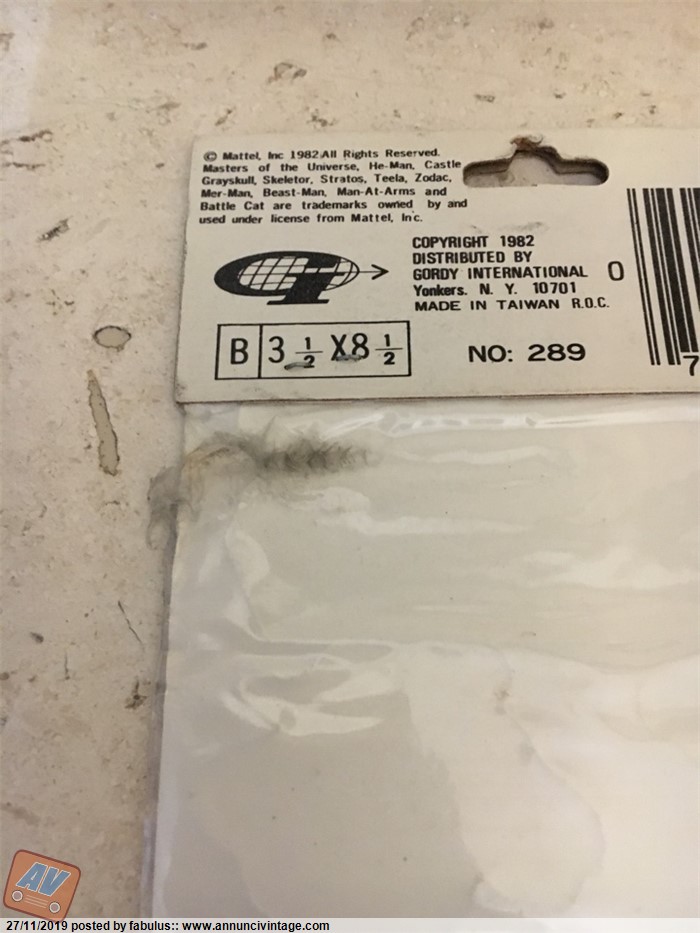 © Mattel, Inc 1982 All Rights Reserved.
Masters of the Universe, He-Man, Castle
Grayskull, Skeletor, Stratos, Teela, Zodac,
Mer-Man, Beast-Man, Man-At-Arms and
Battle Cat are trademarks owned by and
used under license from Mattel, Inc.
COPYRIGHT 1982
DISTRIBUTED BY
GORDY INTERNATIONAL
Yonkers. N. Y. 10701
MADE IN TAIWAN R.O.C.
0
7
B 3 1/2 X8 1/2
NO: 289
AV
27/11/2019 posted by fabulus:: www.annuncivintage.com